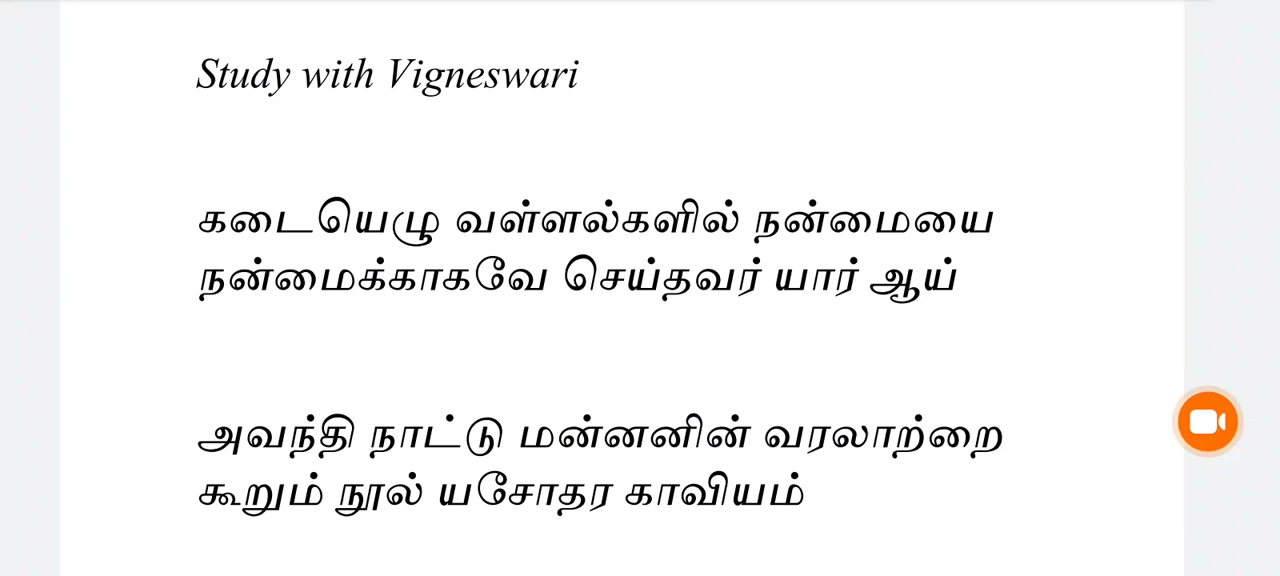 Study with Vigneswari
கடையெழு வள்ளல்களில் நன்மையை
நன்மைக்காகவே செய்தவர் யார் ஆய்
அவந்தி நாட்டு மன்னனின் வரலாற்றை
கூறும் நூல் யசோதர காவியம்